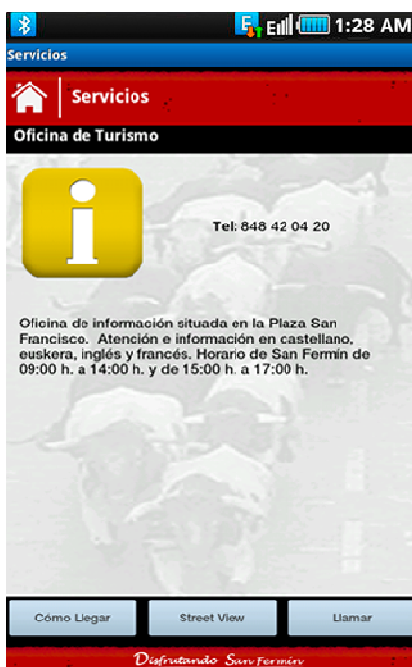 1:28 AM
Servicios
Servicios
Oficina de Turismo
i
Tel: 848 42 04 20
Oficina de información situada en la Plaza San
Francisco. Atención e información en castellano,
euskera, inglés y francés. Horario de San Fermín de
09:00 h. a 14:00 h. y de 15:00 h. a 17:00 h.
Cómo Llegar
Street View
Llamar
Disfrutando San Fermín